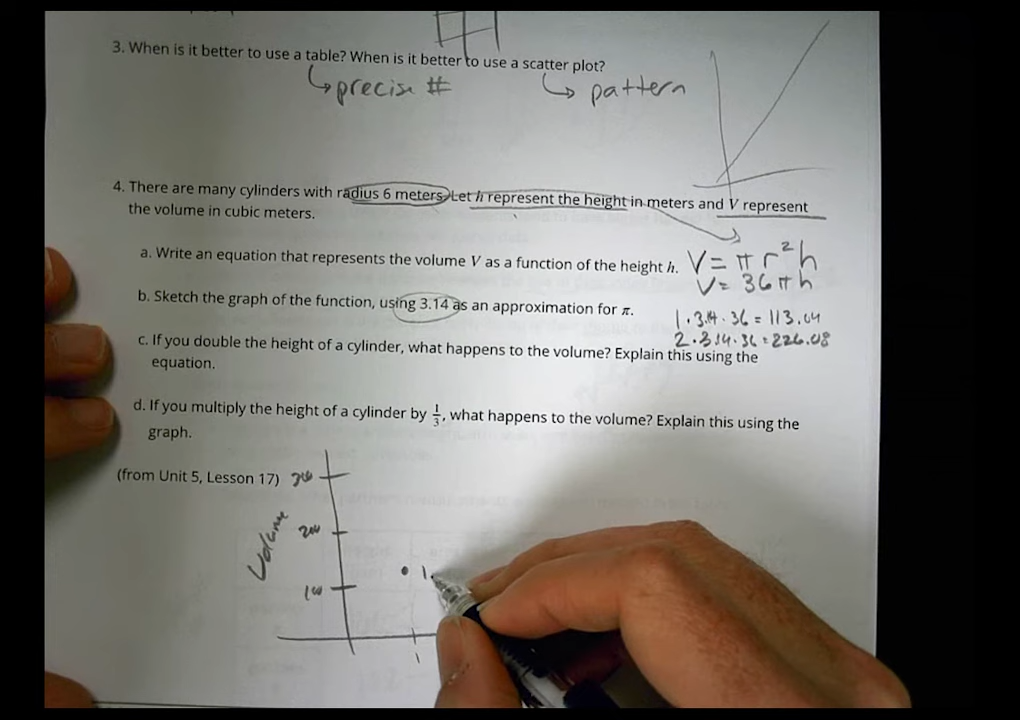 3. When is it better to use a table? When is it better to use a scatter plot?
↳ precise # ↳ pattern
4. There are many cylinders with radius 6 meters. Let h represent the height in meters and V represent
the volume in cubic meters.
a. Write an equation that represents the volume V as a function of the height h. V = π r² h
V = 36 π h
b. Sketch the graph of the function, using 3.14 as an approximation for π.
1 · 3.14 · 36 = 113.04
2 · 3.14 · 36 = 226.08
c. If you double the height of a cylinder, what happens to the volume? Explain this using the
equation.
d. If you multiply the height of a cylinder by 1/3, what happens to the volume? Explain this using the
graph.
(from Unit 5, Lesson 17)
Volume
200
100
1
1